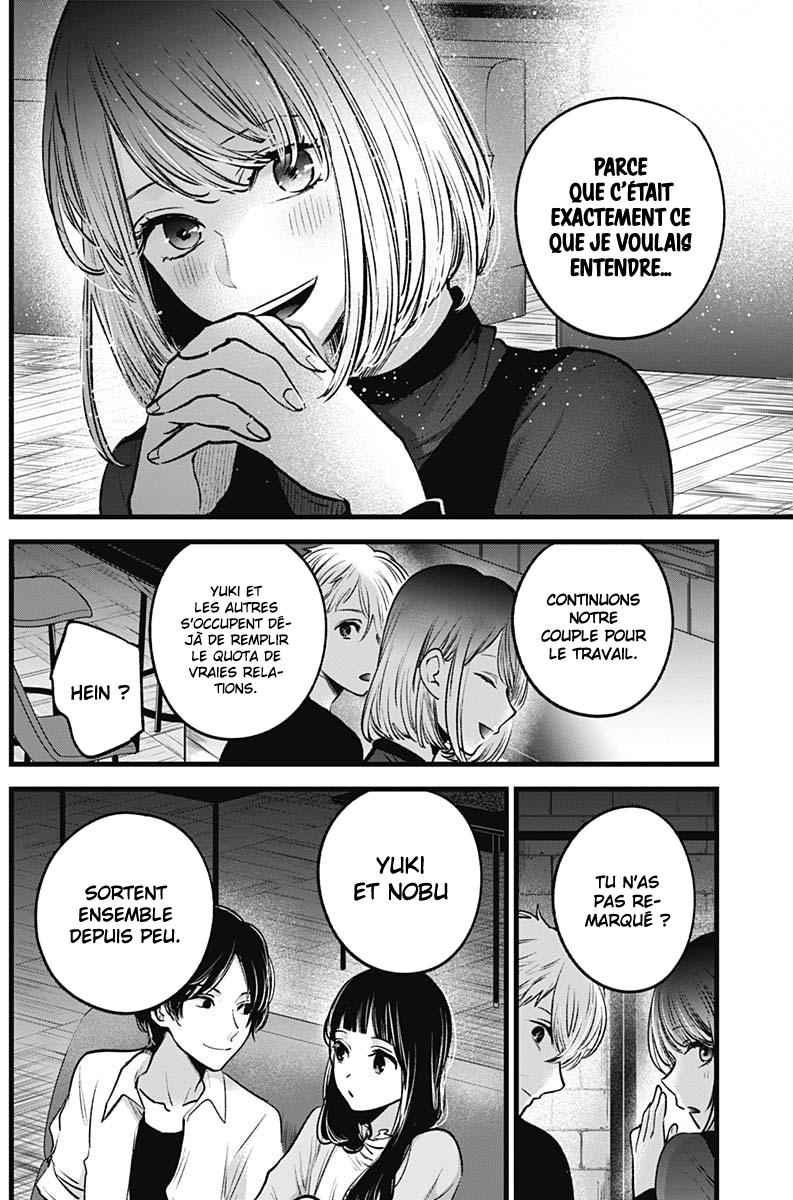 PARCE
QUE C'ÉTAIT
EXACTEMENT CE
QUE JE VOULAIS
ENTENDRE...
CONTINUONS
NOTRE
COUPLE POUR
LE TRAVAIL.
YUKI ET
LES AUTRES
S'OCCUPENT DÉ-
JÀ DE REMPLIR
LE QUOTA DE
VRAIES RELA-
TIONS.
HEIN ?
TU N'AS
PAS RE-
MARQUÉ ?
YUKI
ET NOBU
SORTENT
ENSEMBLE
DEPUIS PEU.